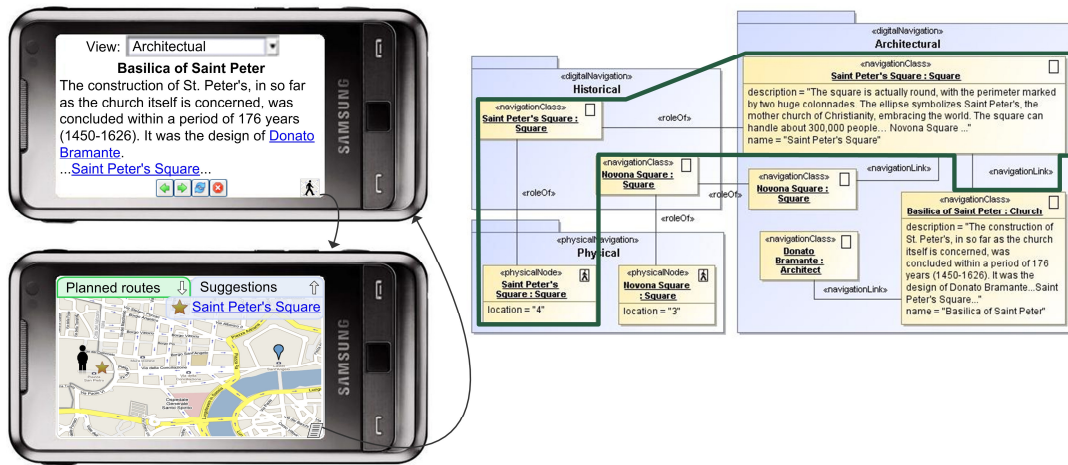 View: Architectual
Basilica of Saint Peter
The construction of St. Peter's, in so far
as the church itself is concerned, was
concluded within a period of 176 years
(1450-1626). It was the design of Donato
Bramante.
...Saint Peter's Square...
SAMSUNG
Planned routes
Suggestions
Saint Peter's Square
Ospedale
Generale
Santo Spirito
SAMSUNG
«digitalNavigation»
Historical
«navigationClass»
Saint Peter's Square :
Square
«roleOf»
«navigationClass»
Novona Square :
Square
«roleOf»
«roleOf»
«roleOf»
«physicalNavigation»
Physical
«physicalNode»
Saint Peter's
Square : Square
location = "4"
«physicalNode»
Novona Square
: Square
location = "3"
«digitalNavigation»
Architectural
«navigationClass»
Saint Peter's Square : Square
description = "The square is actually round, with the perimeter marked
by two huge colonnades. The ellipse symbolizes Saint Peter's, the
mother church of Christianity, embracing the world. The square can
handle about 300,000 people... Novona Square ..."
name = "Saint Peter's Square"
«navigationLink»
«navigationLink»
«navigationClass»
Novona Square :
Square
«navigationClass»
Donato
Bramante :
Architect
«navigationLink»
«navigationClass»
Basilica of Saint Peter : Church
description = "The construction of
St. Peter's, in so far as the church
itself is concerned, was
concluded within a period of 176
years (1450-1626). It was the
design of Donato Bramante...Saint
Peter's Square..."
name = "Basilica of Saint Peter"